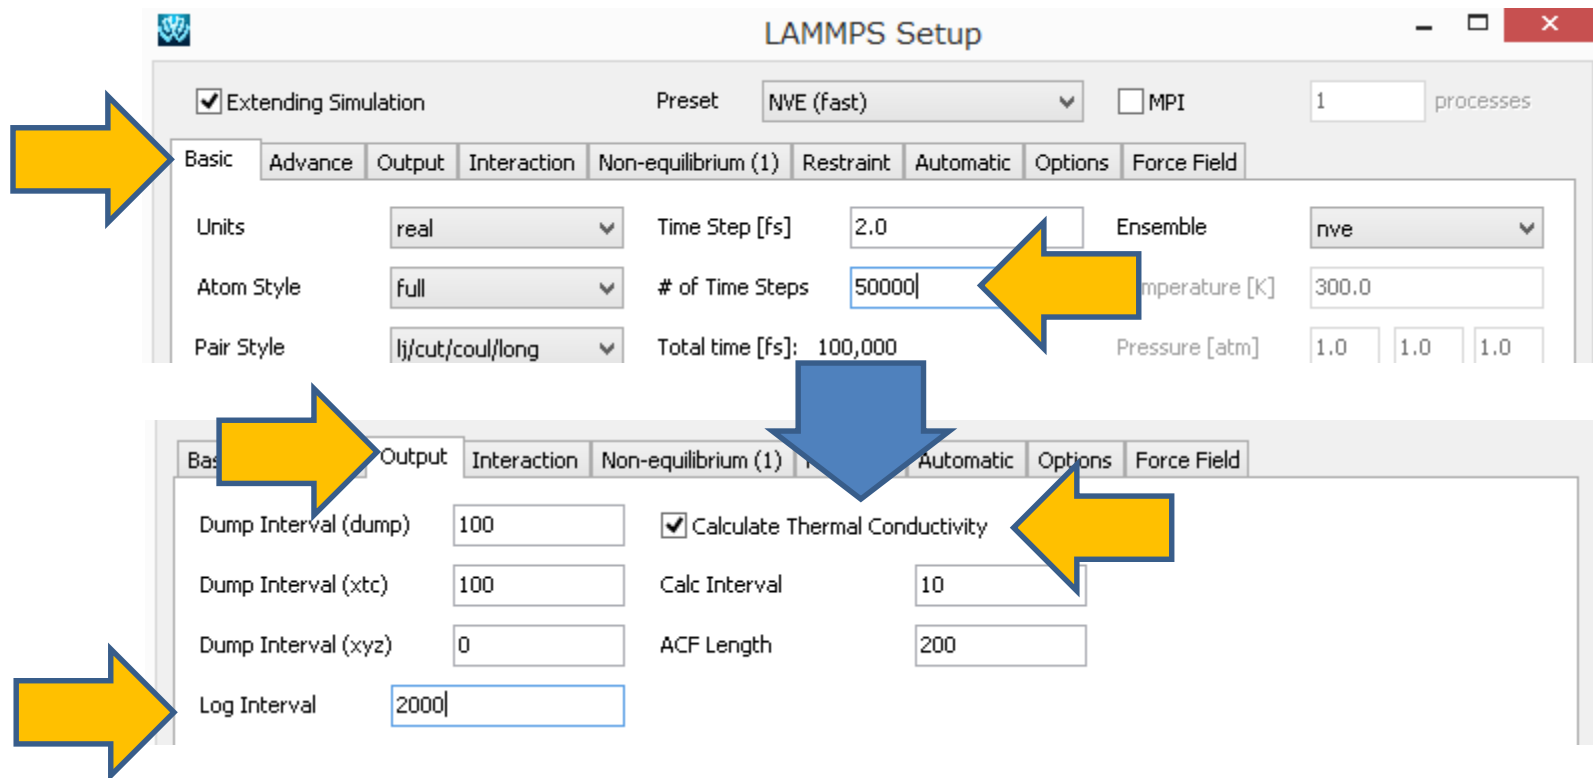 LAMMPS Setup
Extending Simulation Preset NVE (fast) MPI 1 processes
Basic Advance Output Interaction Non-equilibrium (1) Restraint Automatic Options Force Field
Units real Time Step [fs] 2.0 Ensemble nve
Atom Style full # of Time Steps 50000 [K] 300.0
Pair Style lj/cut/coul/long Total time [fs]: 100,000 Pressure [atm] 1.0 1.0 1.0
Output Interaction Non-equilibrium (1) Automatic Options Force Field
Dump Interval (dump) 100 Calculate Thermal Conductivity
Dump Interval (xtc) 100 Calc Interval 10
Dump Interval (xyz) 0 ACF Length 200
Log Interval 2000